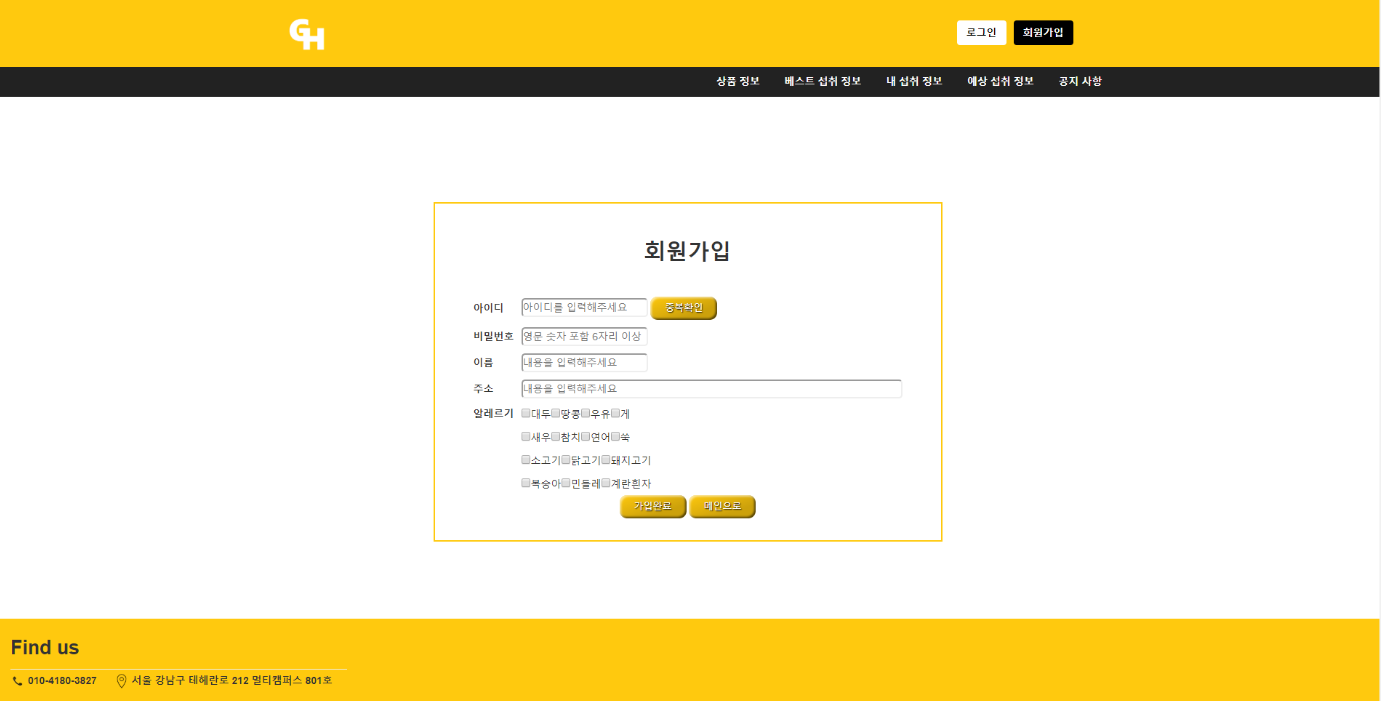 GH
로그인 회원가입
상품 정보 베스트 섭취 정보 내 섭취 정보 예상 섭취 정보 공지 사항
회원가입
아이디 아이디를 입력해주세요 중복확인
비밀번호 영문 숫자 포함 6자리 이상
이름 내용을 입력해주세요
주소 내용을 입력해주세요
알레르기 대두 땅콩 우유 게
새우 참치 연어 쑥
소고기 닭고기 돼지고기
복숭아 민들레 계란흰자
가입완료 메인으로
Find us
010-4180-3827 서울 강남구 테헤란로 212 멀티캠퍼스 801호